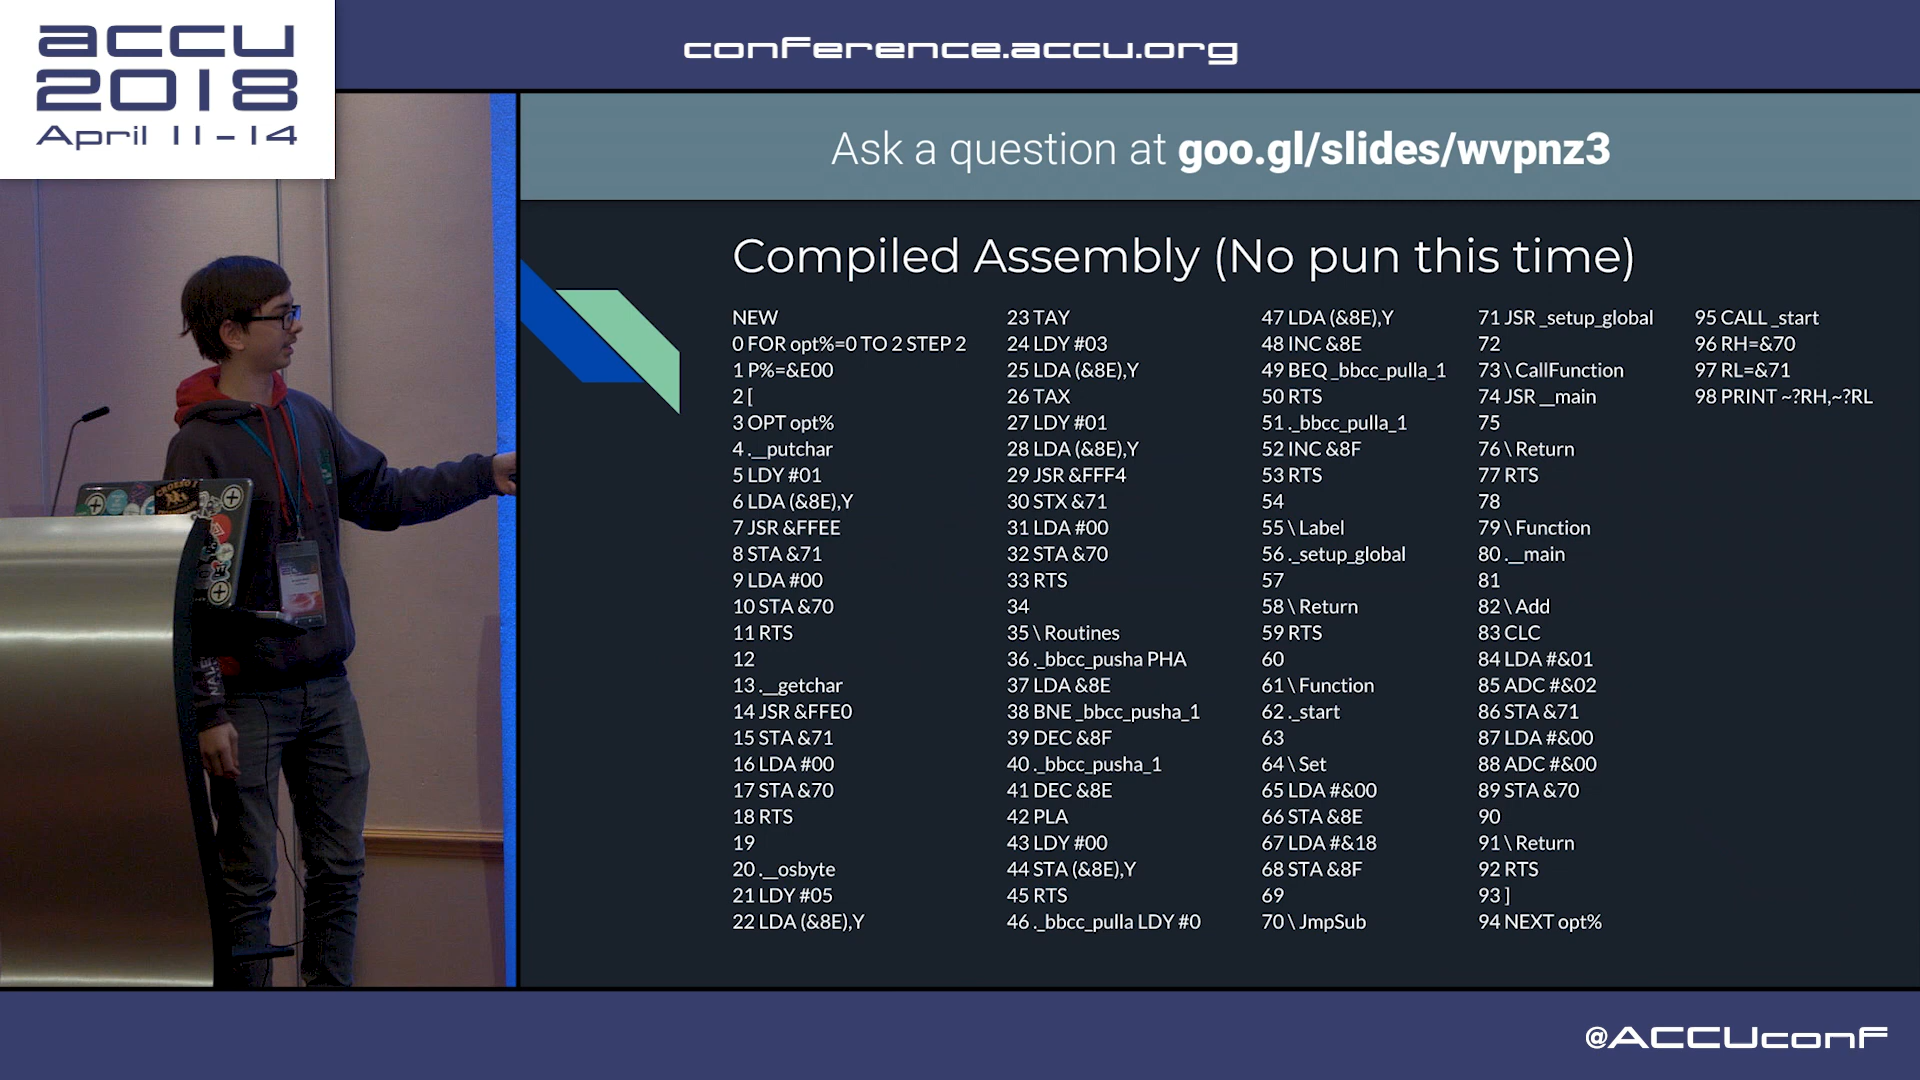 accu
2018
April 11-14
conference.accu.org
Ask a question at goo.gl/slides/wvpnz3
Compiled Assembly (No pun this time)
NEW
0 FOR opt%=0 TO 2 STEP 2
1 P%=&E00
2 [
3 OPT opt%
4 .__putchar
5 LDY #01
6 LDA (&8E),Y
7 JSR &FFEE
8 STA &71
9 LDA #00
10 STA &70
11 RTS
12
13 .__getchar
14 JSR &FFE0
15 STA &71
16 LDA #00
17 STA &70
18 RTS
19
20 .__osbyte
21 LDY #05
22 LDA (&8E),Y
23 TAY
24 LDY #03
25 LDA (&8E),Y
26 TAX
27 LDY #01
28 LDA (&8E),Y
29 JSR &FFF4
30 STX &71
31 LDA #00
32 STA &70
33 RTS
34
35 \ Routines
36 ._bbcc_pusha PHA
37 LDA &8E
38 BNE _bbcc_pusha_1
39 DEC &8F
40 ._bbcc_pusha_1
41 DEC &8E
42 PLA
43 LDY #00
44 STA (&8E),Y
45 RTS
46 ._bbcc_pulla LDY #0
47 LDA (&8E),Y
48 INC &8E
49 BEQ _bbcc_pulla_1
50 RTS
51 ._bbcc_pulla_1
52 INC &8F
53 RTS
54
55 \ Label
56 ._setup_global
57
58 \ Return
59 RTS
60
61 \ Function
62 ._start
63
64 \ Set
65 LDA #&00
66 STA &8E
67 LDA #&18
68 STA &8F
69
70 \ JmpSub
71 JSR _setup_global
72
73 \ CallFunction
74 JSR __main
75
76 \ Return
77 RTS
78
79 \ Function
80 .__main
81
82 \ Add
83 CLC
84 LDA #&01
85 ADC #&02
86 STA &71
87 LDA #&00
88 ADC #&00
89 STA &70
90
91 \ Return
92 RTS
93 ]
94 NEXT opt%
95 CALL _start
96 RH=&70
97 RL=&71
98 PRINT ~?RH,~?RL
@ACCUconf